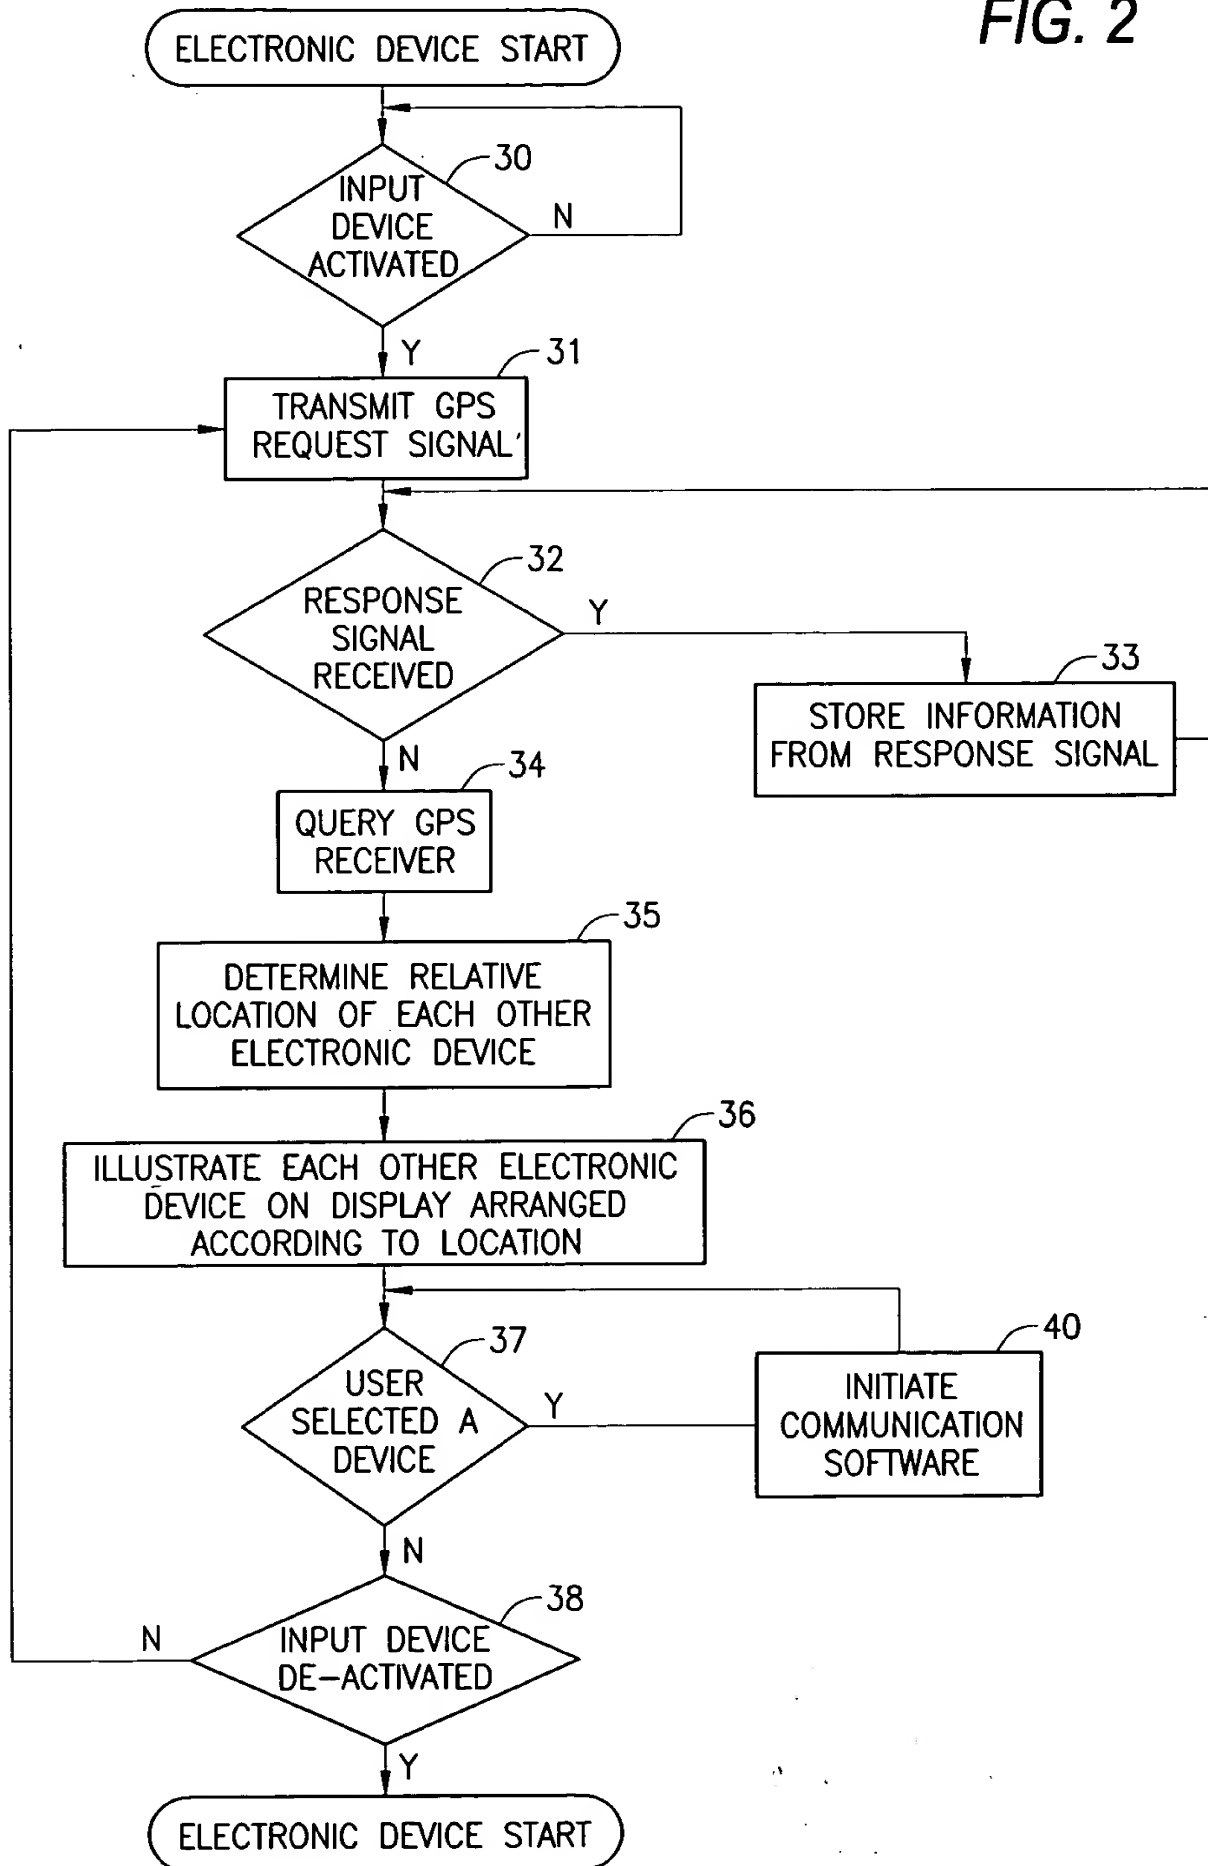 FIG. 2
ELECTRONIC DEVICE START
30
INPUT
DEVICE
ACTIVATED
N
Y
31
TRANSMIT GPS
REQUEST SIGNAL
32
RESPONSE
SIGNAL
RECEIVED
Y
33
STORE INFORMATION
FROM RESPONSE SIGNAL
N
34
QUERY GPS
RECEIVER
35
DETERMINE RELATIVE
LOCATION OF EACH OTHER
ELECTRONIC DEVICE
36
ILLUSTRATE EACH OTHER ELECTRONIC
DEVICE ON DISPLAY ARRANGED
ACCORDING TO LOCATION
37
USER
SELECTED A
DEVICE
Y
40
INITIATE
COMMUNICATION
SOFTWARE
N
38
INPUT DEVICE
DE-ACTIVATED
N
Y
ELECTRONIC DEVICE START